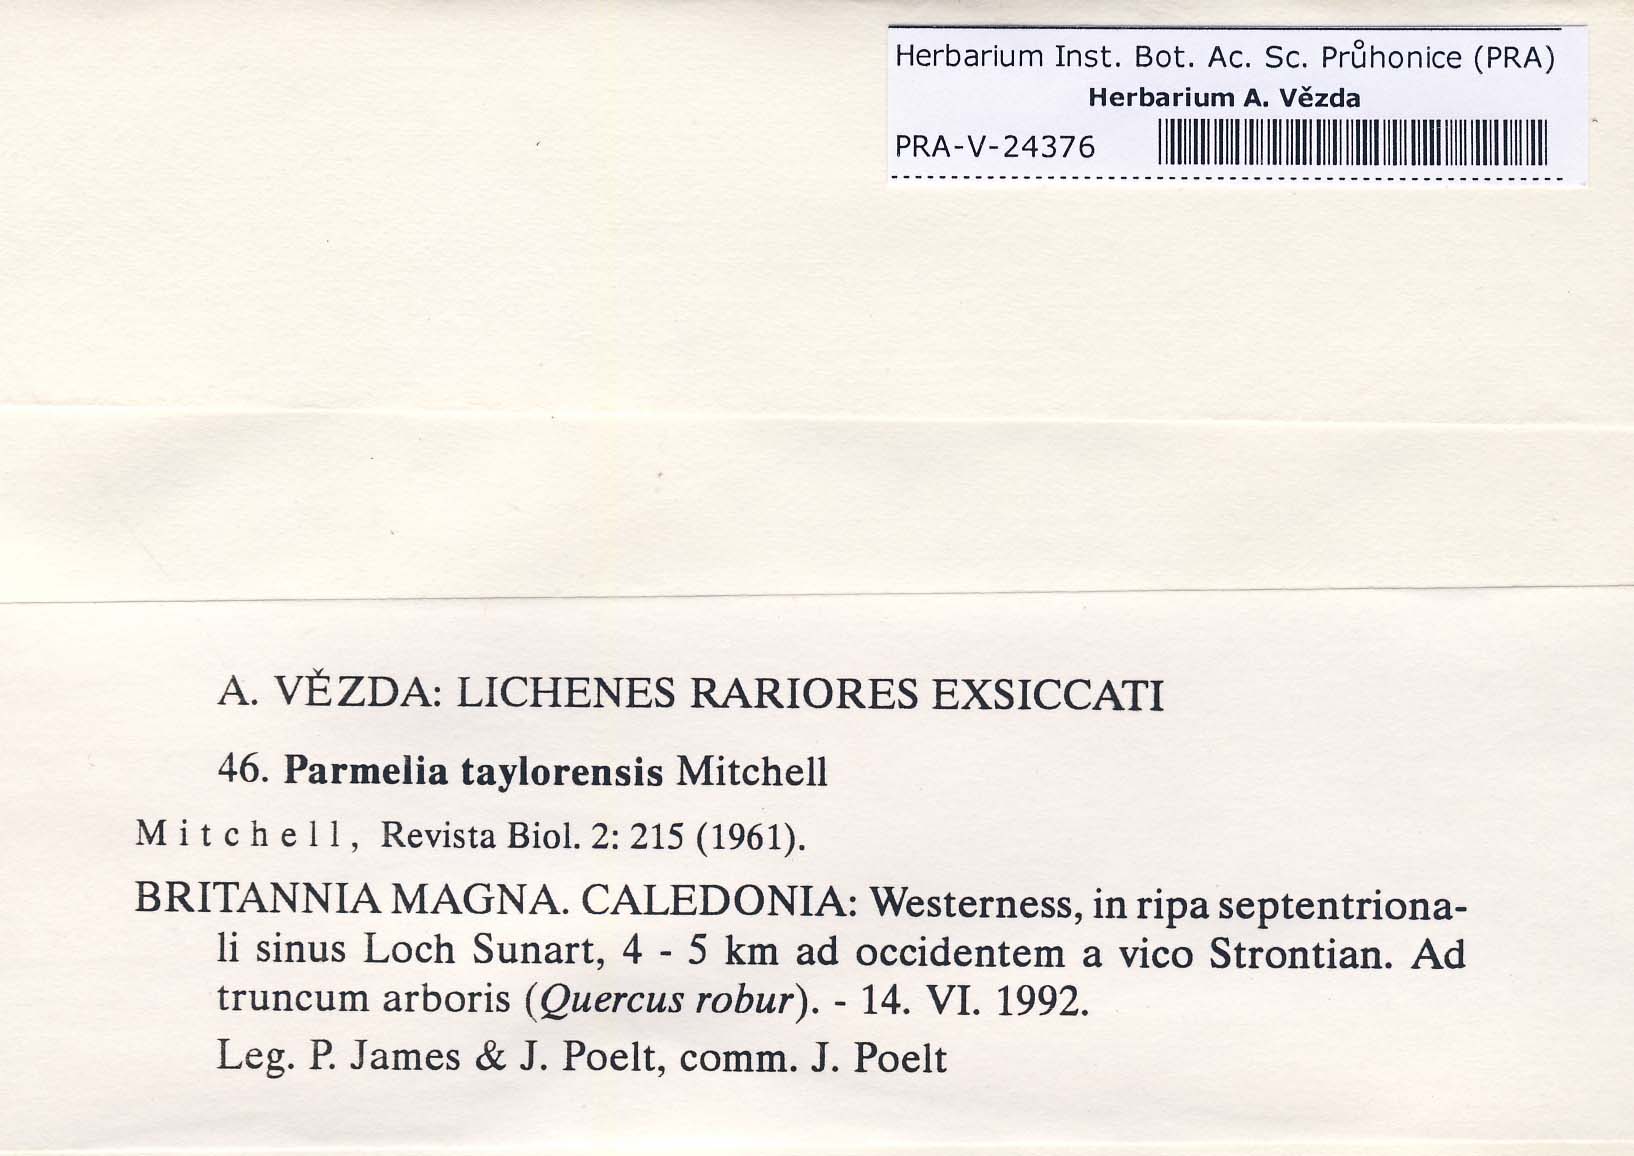 Herbarium Inst. Bot. Ac. Sc. Průhonice (PRA)
Herbarium A. Vězda
PRA-V-24376
A. VĚZDA: LICHENES RARIORES EXSICCATI
46. Parmelia taylorensis Mitchell
Mitchell, Revista Biol. 2: 215 (1961).
BRITANNIA MAGNA. CALEDONIA: Westerness, in ripa septentriona-
li sinus Loch Sunart, 4 - 5 km ad occidentem a vico Strontian. Ad
truncum arboris (Quercus robur). - 14. VI. 1992.
Leg. P. James & J. Poelt, comm. J. Poelt